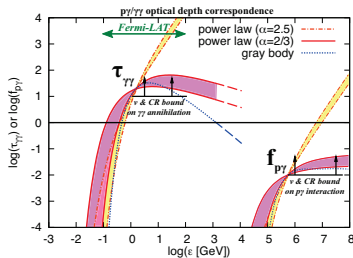 pγ/γγ optical depth correspondence
Fermi-LAT
power law (α=2.5)
power law (α=2/3)
gray body
τγγ
ν & CR bound
on γγ annihilation
fpγ
ν & CR bound
on pγ interaction
log(τγγ) or log(fpγ)
4
3
2
1
0
-1
-2
-3
-4
-3 -2 -1 0 1 2 3 4 5 6 7 8
log(ε [GeV])